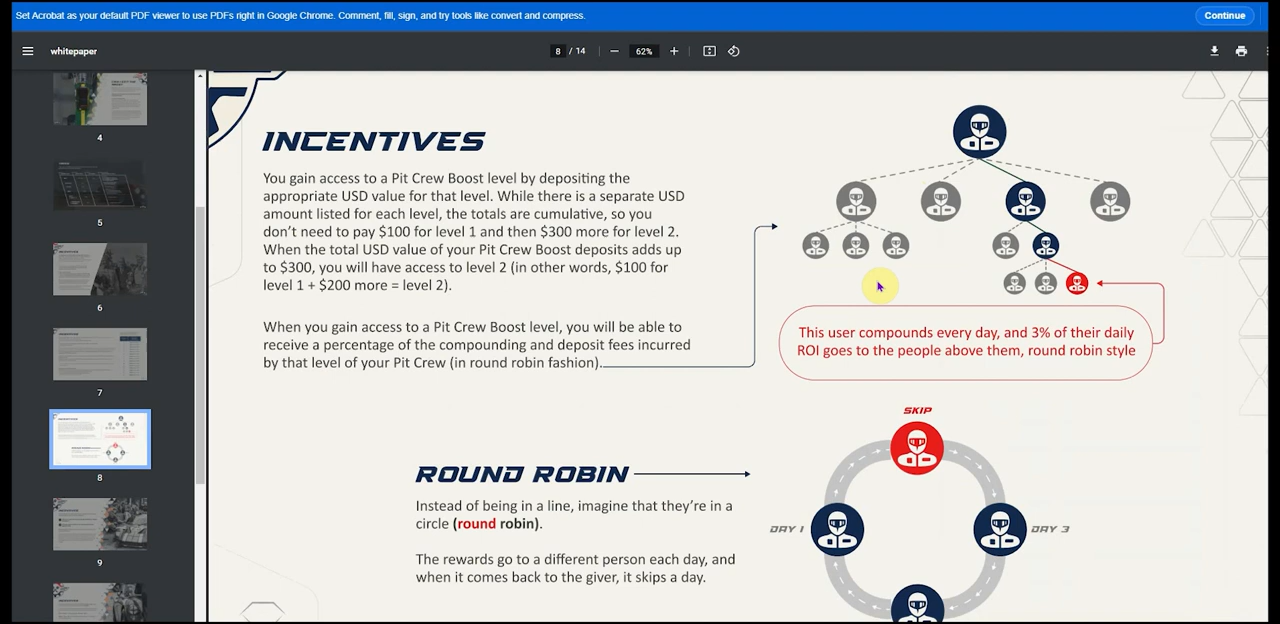 Set Acrobat as your default PDF viewer to use PDFs right in Google Chrome. Comment, fill, sign, and try tools like convert and compress.
Continue
whitepaper
8 / 14
62%
4
5
6
7
8
9
INCENTIVES
You gain access to a Pit Crew Boost level by depositing the
appropriate USD value for that level. While there is a separate USD
amount listed for each level, the totals are cumulative, so you
don't need to pay $100 for level 1 and then $300 more for level 2.
When the total USD value of your Pit Crew Boost deposits adds up
to $300, you will have access to level 2 (in other words, $100 for
level 1 + $200 more = level 2).
When you gain access to a Pit Crew Boost level, you will be able to
receive a percentage of the compounding and deposit fees incurred
by that level of your Pit Crew (in round robin fashion).
This user compounds every day, and 3% of their daily
ROI goes to the people above them, round robin style
ROUND ROBIN
Instead of being in a line, imagine that they're in a
circle (round robin).
The rewards go to a different person each day, and
when it comes back to the giver, it skips a day.
SKIP
DAY 1
DAY 3